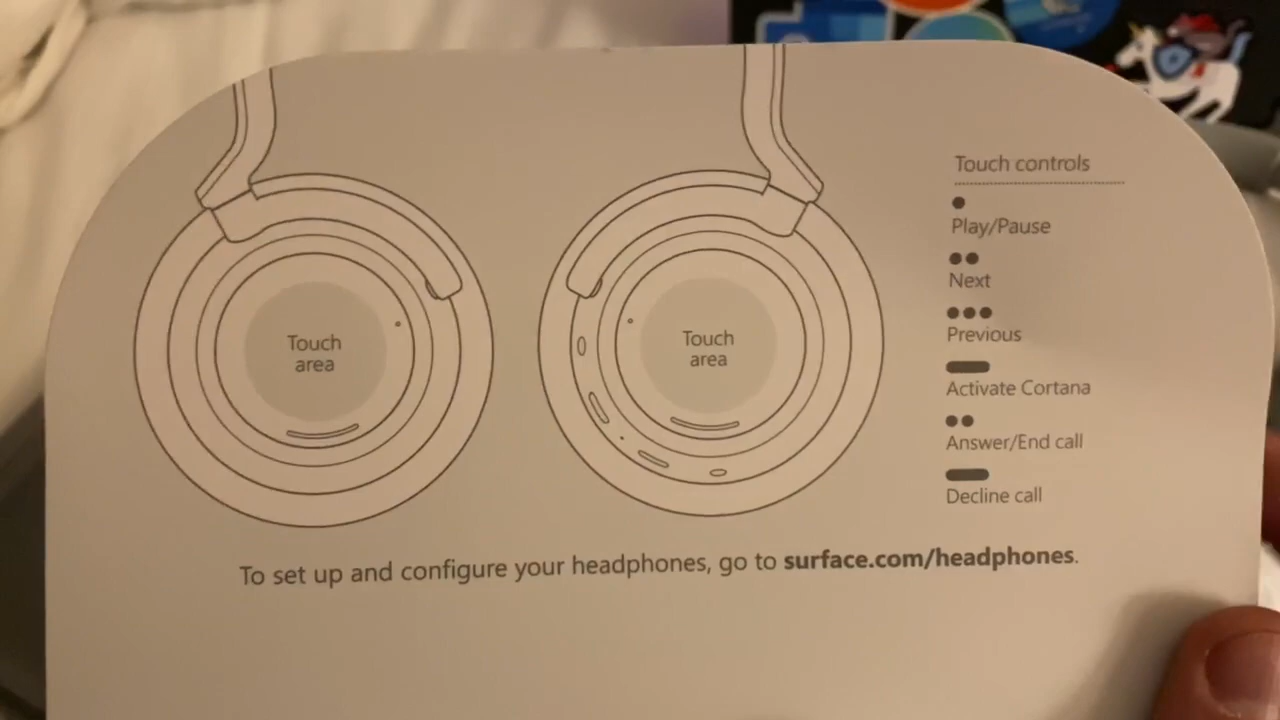 Touch
area
Touch
area
Touch controls
Play/Pause
Next
Previous
Activate Cortana
Answer/End call
Decline call
To set up and configure your headphones, go to surface.com/headphones.